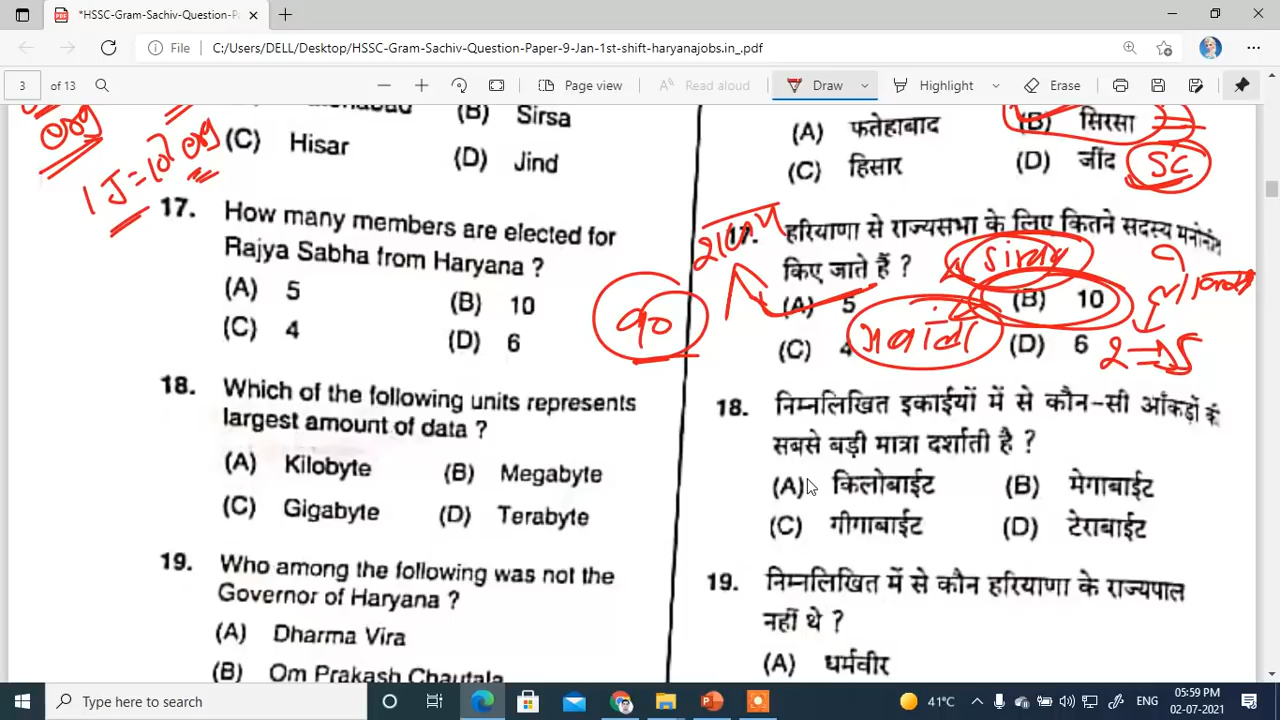 *HSSC-Gram-Sachiv-Question-Pape
File
C:/Users/DELL/Desktop/*HSSC-Gram-Sachiv-Question-Paper-9-Jan-1st-shift-haryanajobs.in_.pdf
3 of 13
Page view
Read aloud
Draw
Highlight
Erase
(B) Sirsa
(C) Hisar
(D) Jind
17. How many members are elected for
Rajya Sabha from Haryana ?
(A) 5
(B) 10
(C) 4
(D) 6
18. Which of the following units represents
largest amount of data ?
(A) Kilobyte
(B) Megabyte
(C) Gigabyte
(D) Terabyte
19. Who among the following was not the
Governor of Haryana ?
(A) Dharma Vira
(B) Om Prakash Chautala
(A) फतेहाबाद
(B) सिरसा
(C) हिसार
(D) जींद
SC
17. हरियाणा से राज्यसभा के लिए कितने सदस्य मनोनीत
किए जाते हैं ?
(A) 5
(B) 10
(C) 4
(D) 6
90
18. निम्नलिखित इकाईयों में से कौन-सी आँकड़ों की
सबसे बड़ी मात्रा दर्शाती है ?
(A) किलोबाईट
(B) मेगाबाईट
(C) गीगाबाईट
(D) टेराबाईट
19. निम्नलिखित में से कौन हरियाणा के राज्यपाल
नहीं थे ?
(A) धर्मवीर
Type here to search
41°C
ENG
05:59 PM
02-07-2021